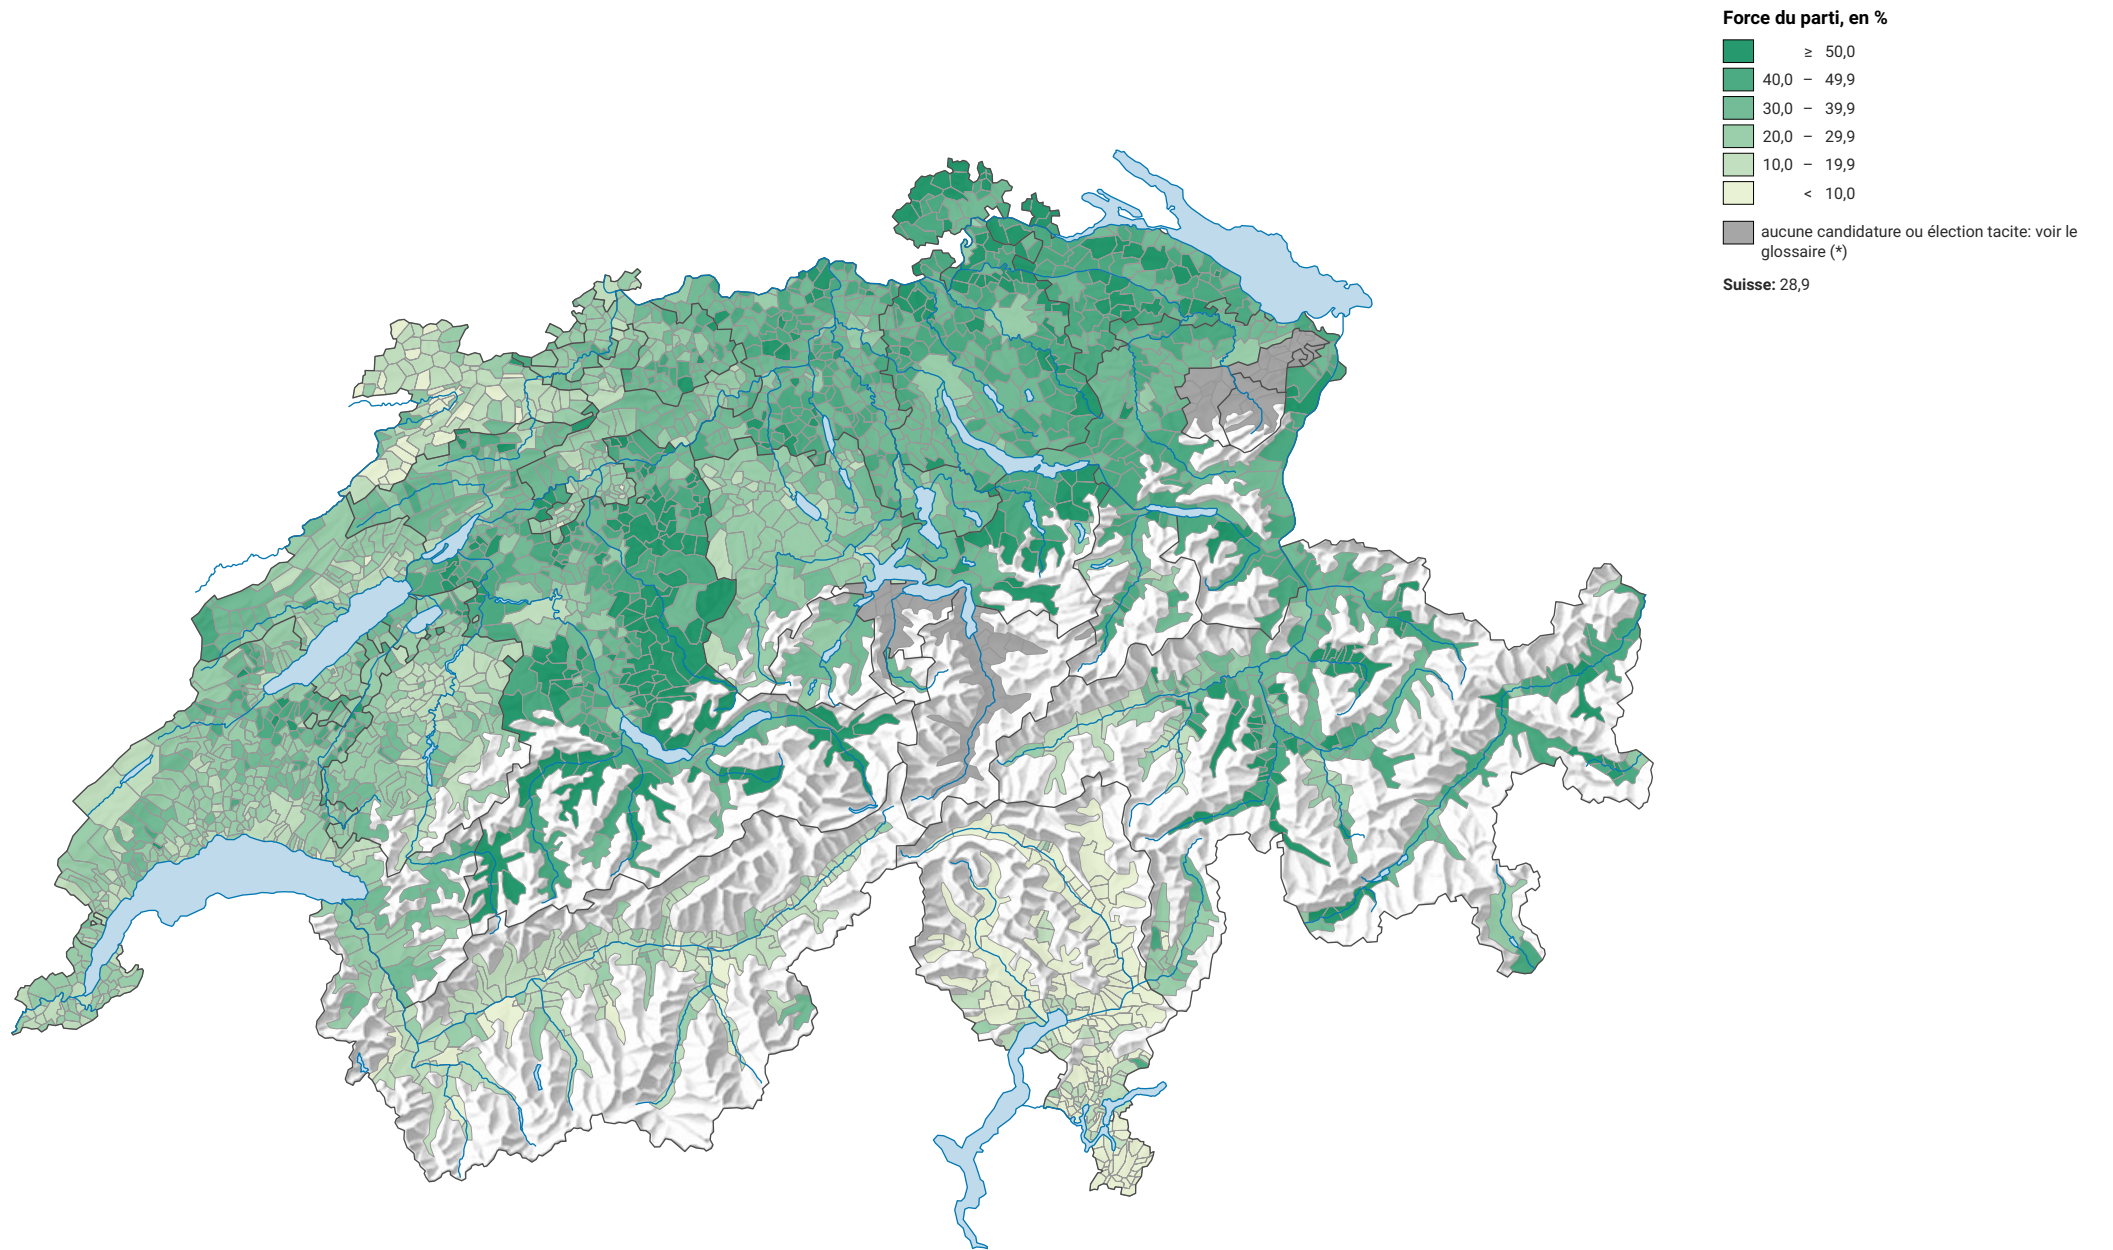 Force du parti, en %
≥ 50,0
40,0 – 49,9
30,0 – 39,9
20,0 – 29,9
10,0 – 19,9
< 10,0
aucune candidature ou élection tacite: voir le
glossaire (*)
Suisse: 28,9